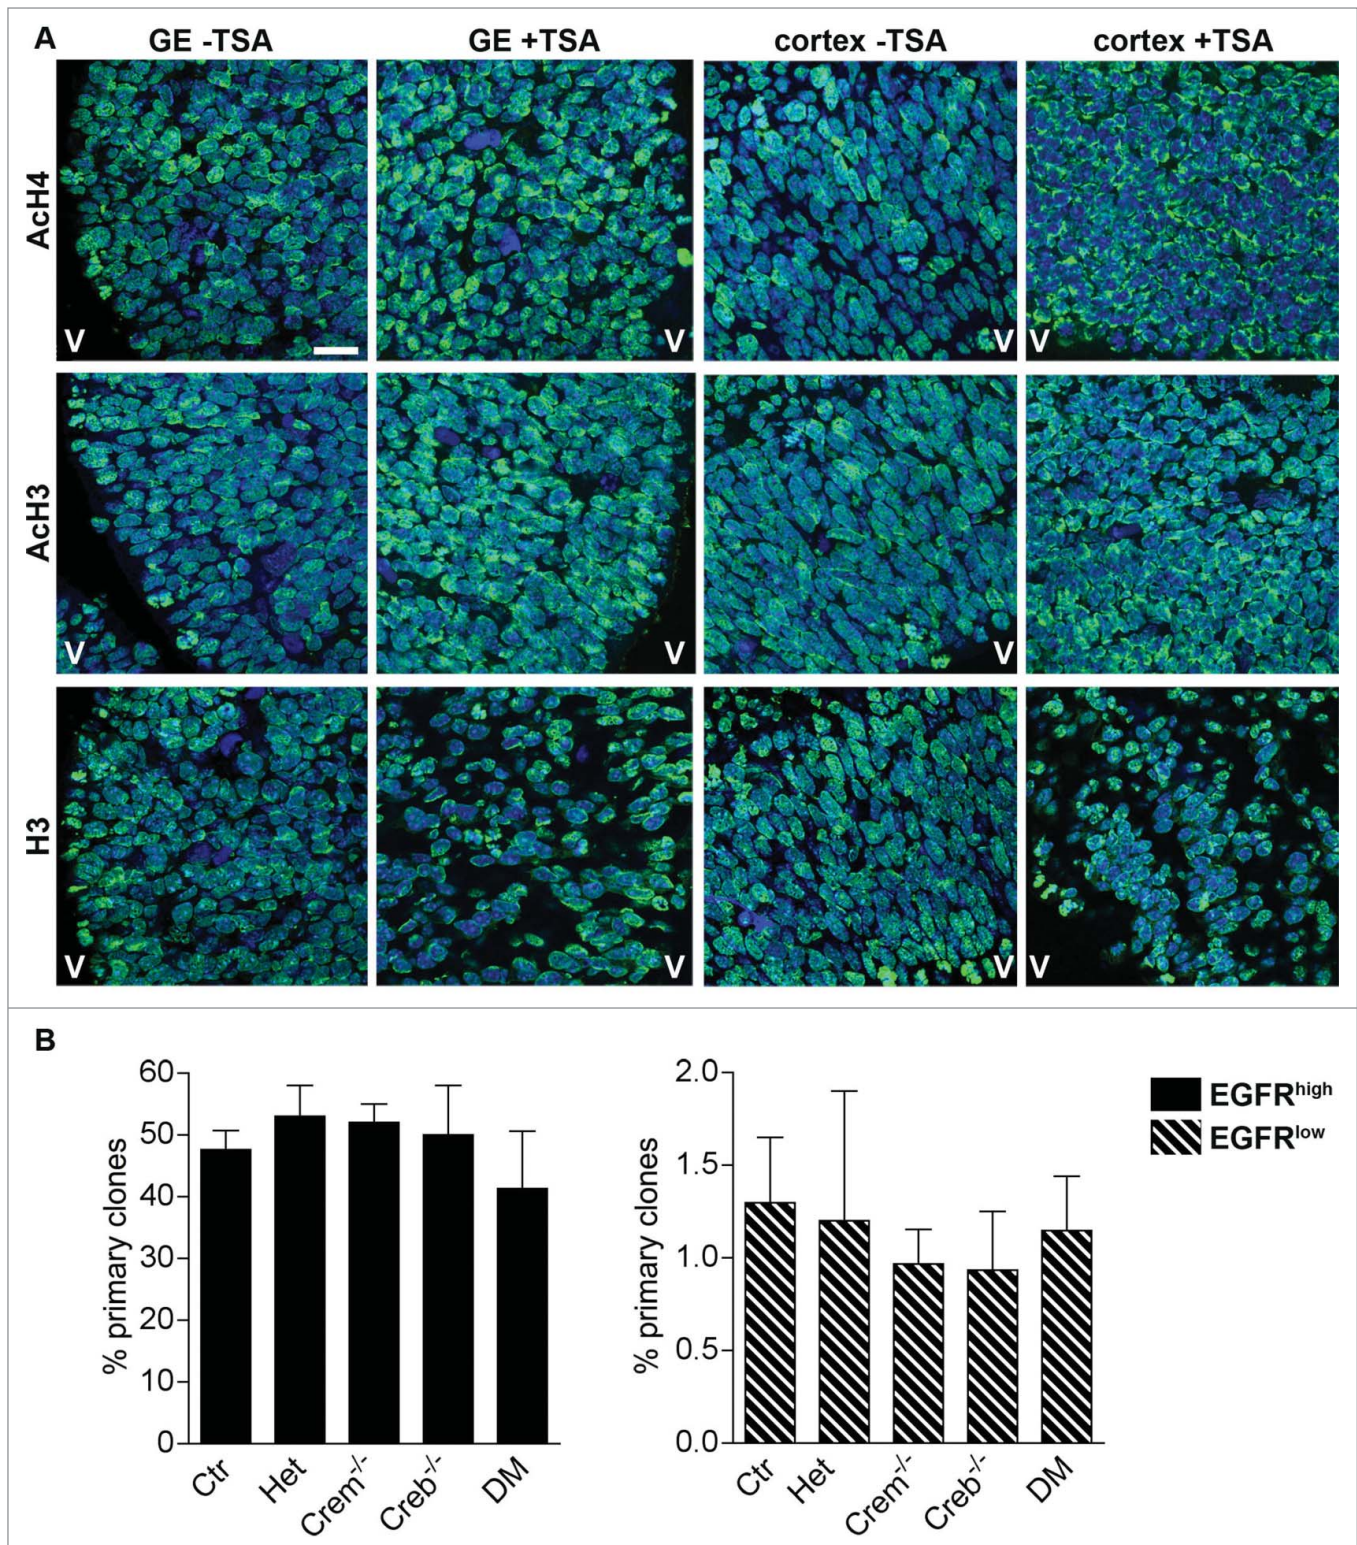 A
GE -TSA
GE +TSA
cortex -TSA
cortex +TSA
AcH4
V
V
V
V
AcH3
V
V
V
H3
V
V
V
V
B
% primary clones
60
50
40
30
20
10
0
Ctr
Het
Crem-/-
Creb-/-
DM
% primary clones
2.0
1.5
1.0
0.5
0.0
Ctr
Het
Crem-/-
Creb-/-
DM
EGFRhigh
EGFRlow